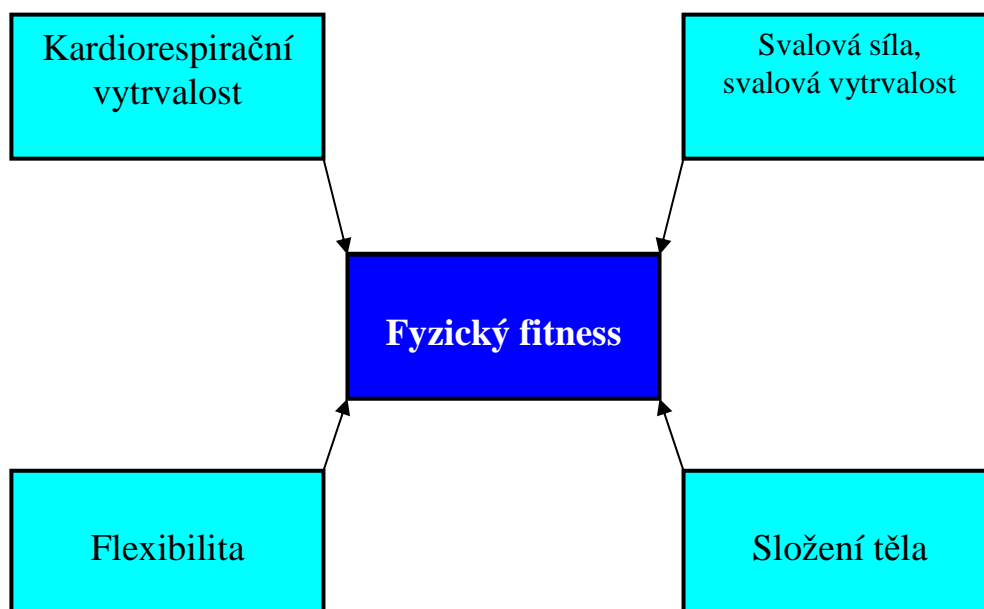 Kardiorespirační
vytrvalost
Svalová síla,
svalová vytrvalost
Fyzický fitness
Flexibilita
Složení těla